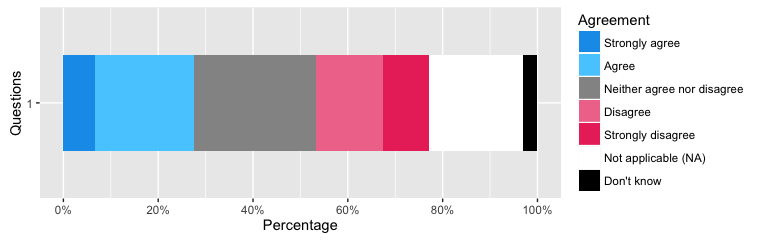 Questions
1
0%
20%
40%
60%
80%
100%
Percentage
Agreement
Strongly agree
Agree
Neither agree nor disagree
Disagree
Strongly disagree
Not applicable (NA)
Don't know